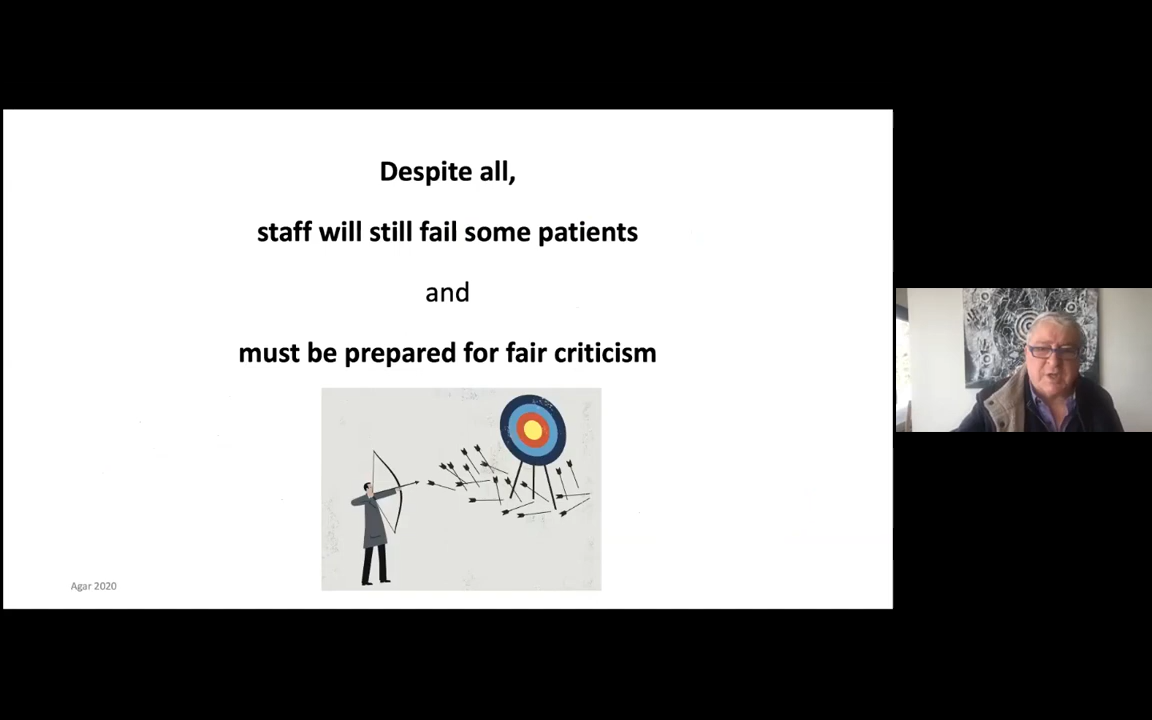 Despite all,
staff will still fail some patients
and
must be prepared for fair criticism
Agar 2020